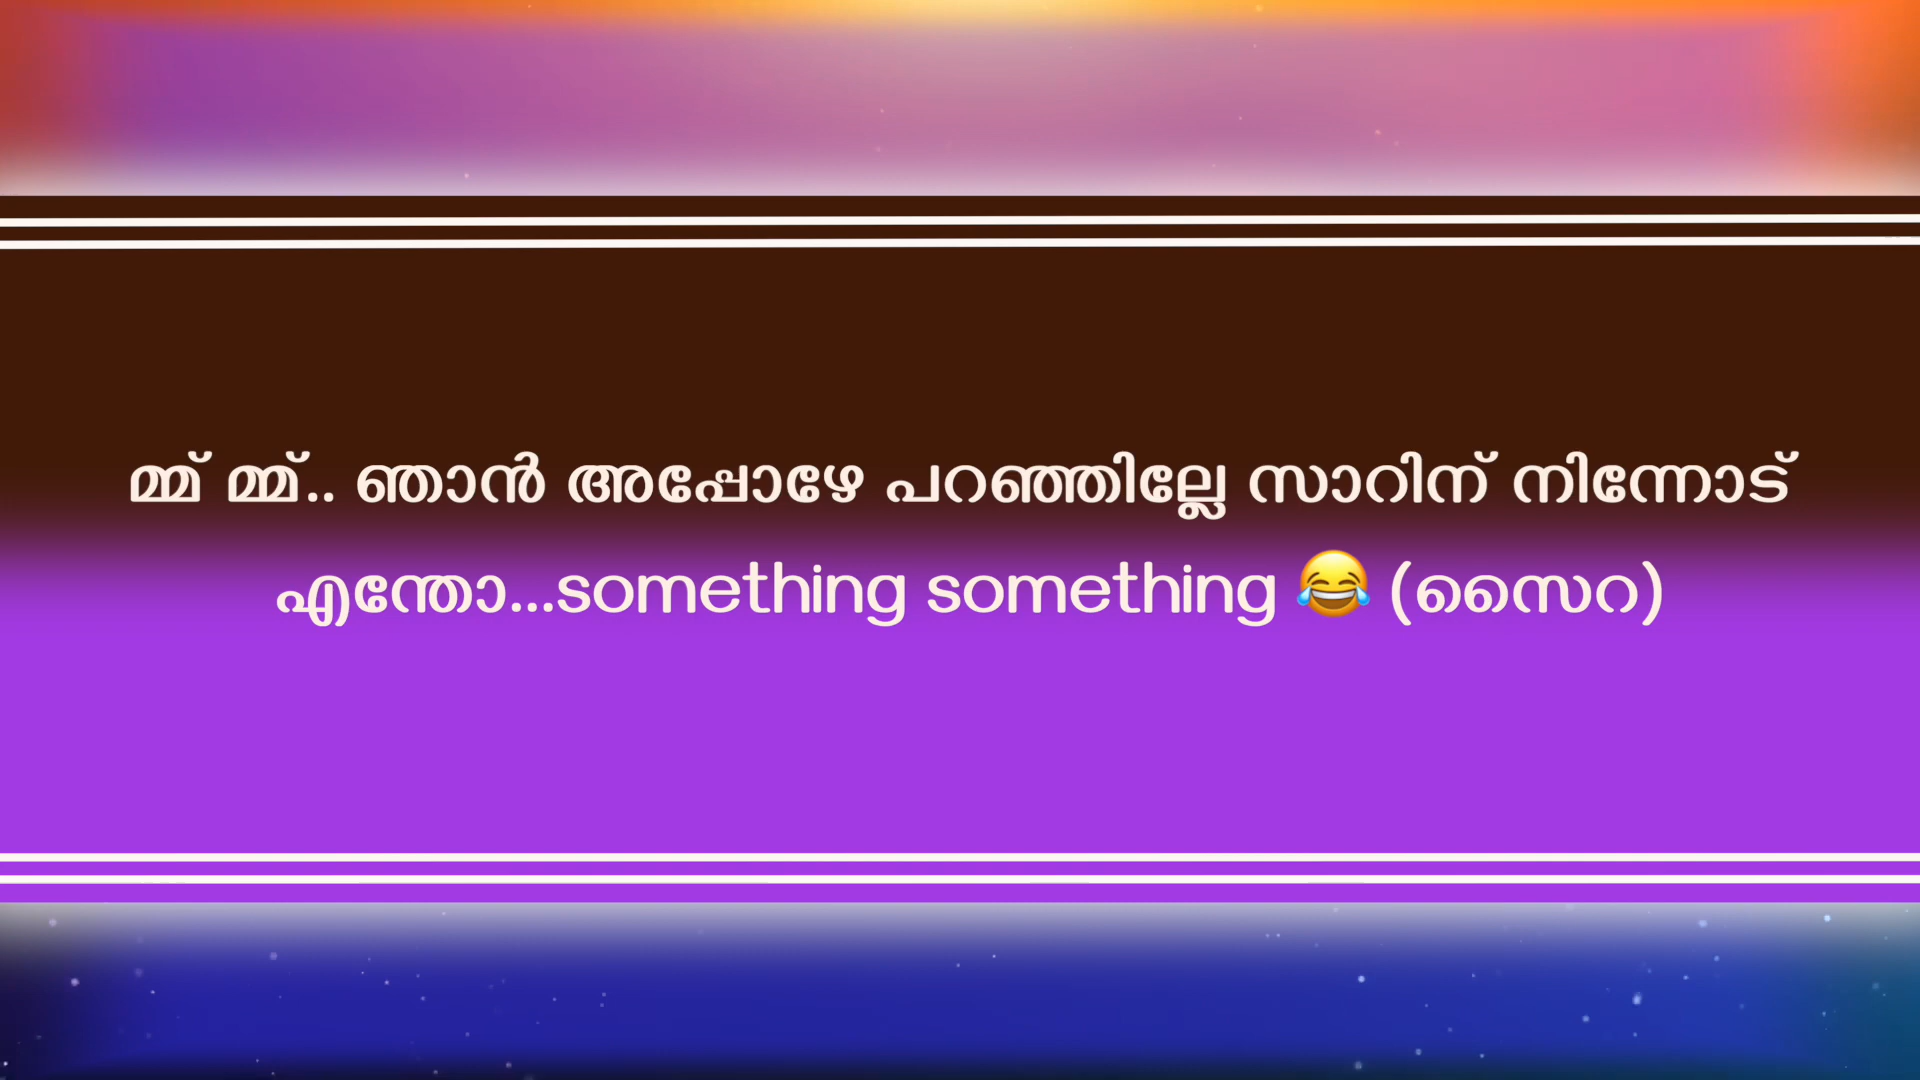 മ്മ് മ്മ്.. ഞാൻ അപ്പോഴേ പറഞ്ഞില്ലേ സാറിന് നിന്നോട്
എന്തോ...something something 😂 (സൈറ)